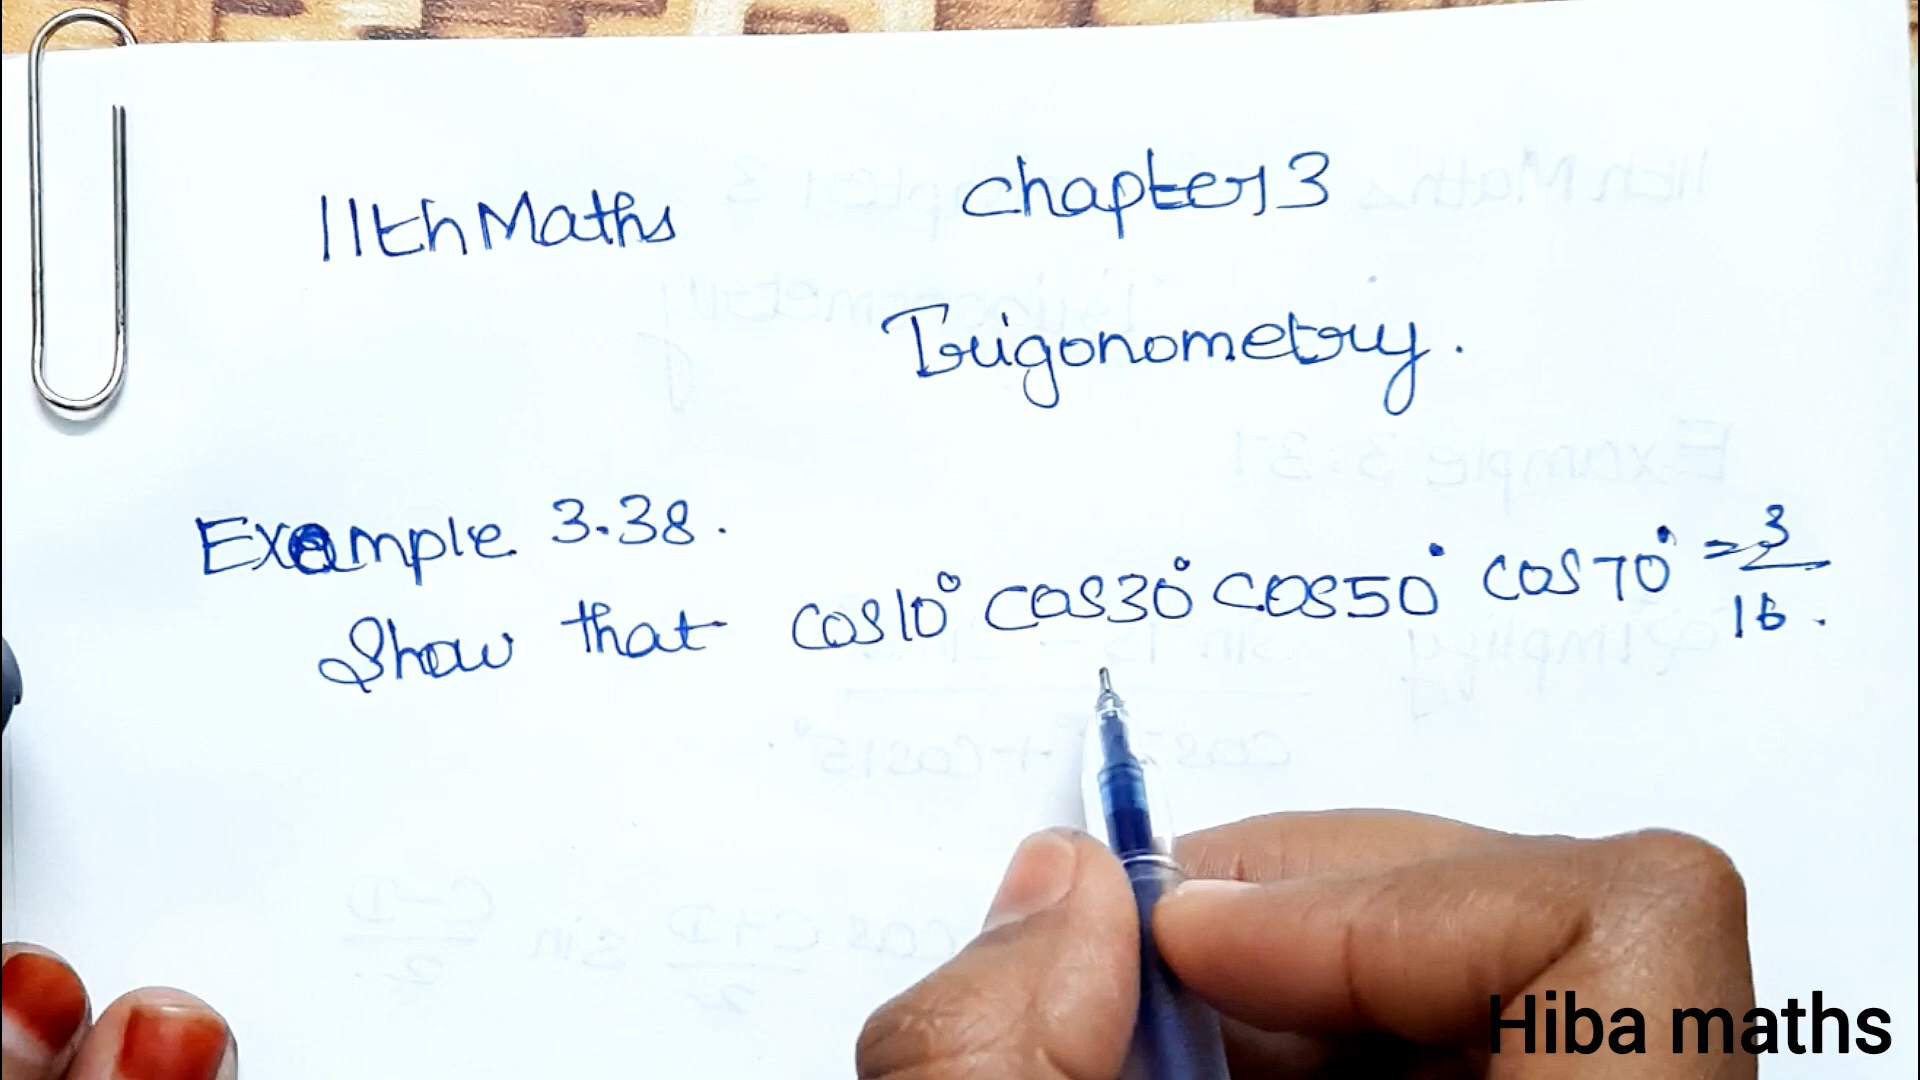 11th Maths Chapter 3
Trigonometry.
Example 3.38.
Show that cos10° cos30° cos50° cos70° = 3/16.
Hiba maths